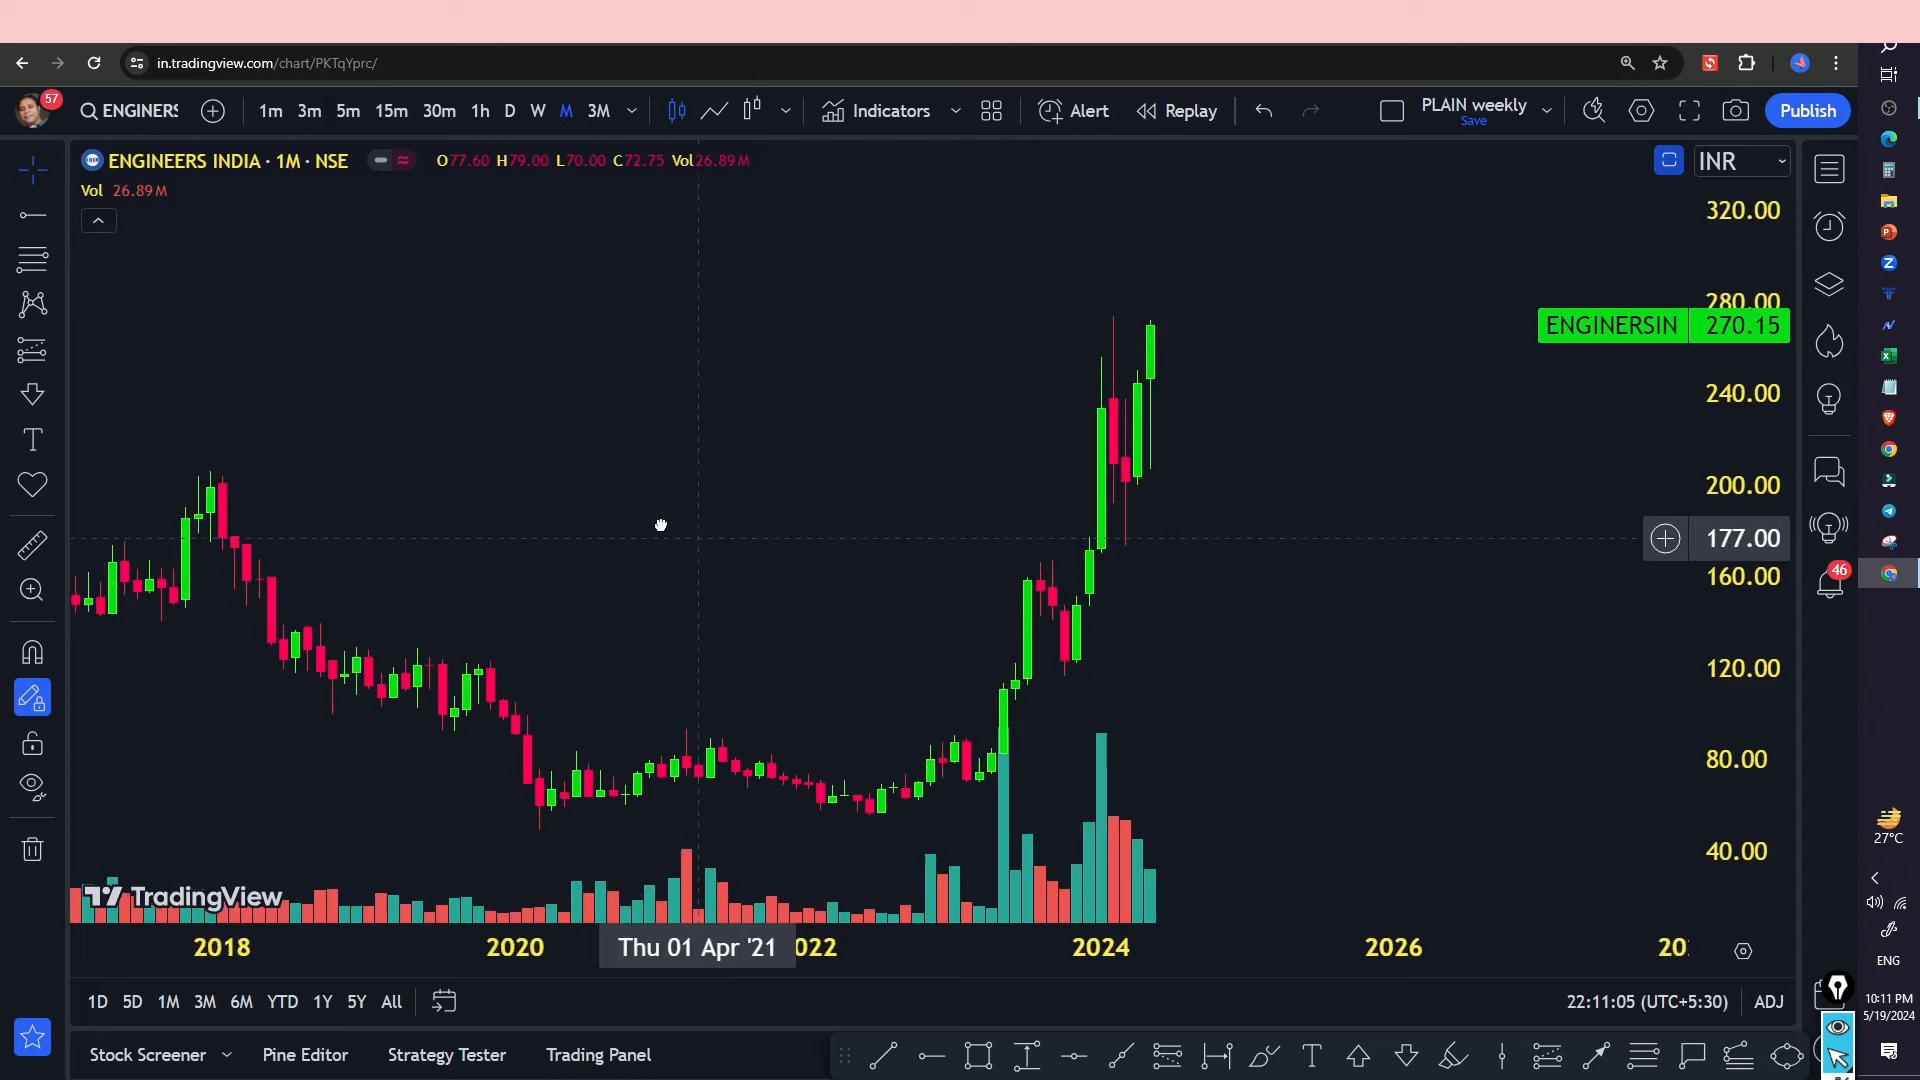 in.tradingview.com/chart/PKTqYprc/
57
ENGINERS
1m 3m 5m 15m 30m 1h D W M 3M
Indicators
Alert
Replay
PLAIN weekly
Save
Publish
ENGINEERS INDIA · 1M · NSE
O77.60 H79.00 L70.00 C72.75 Vol26.89M
INR
Vol 26.89M
320.00
280.00
ENGINERSIN 270.15
240.00
200.00
177.00
160.00
120.00
80.00
40.00
46
27°C
TradingView
2018 2020 Thu 01 Apr '21 022 2024 2026 20
1D 5D 1M 3M 6M YTD 1Y 5Y All
22:11:05 (UTC+5:30) ADJ
ENG
10:11 PM
5/19/2024
Stock Screener Pine Editor Strategy Tester Trading Panel